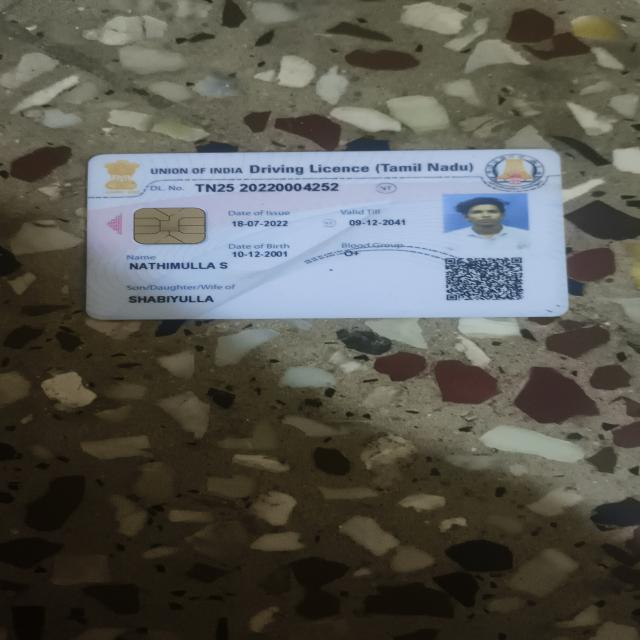 UNION OF INDIA Driving Licence (Tamil Nadu)
DL. No. TN25 20220004252
Date of Issue Valid Till
18-07-2022 09-12-2041
Date of Birth Blood Group
10-12-2001 O+
Name
NATHIMULLA S
Son/Daughter/Wife of
SHABIYULLA